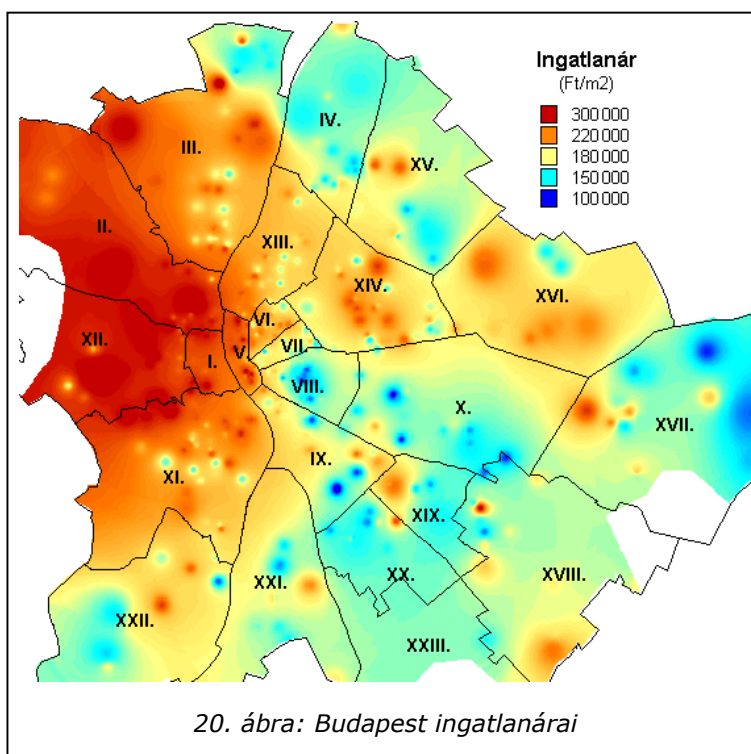 Ingatlanár
(Ft/m2)
300 000
220 000
180 000
150 000
100 000
IV.
III.
XV.
II.
XIII.
XIV.
XVI.
VI.
XII.
I.
V.
VII.
VIII.
X.
XVII.
IX.
XI.
XIX.
XX.
XVIII.
XXI.
XXII.
XXIII.
20. ábra: Budapest ingatlanárai